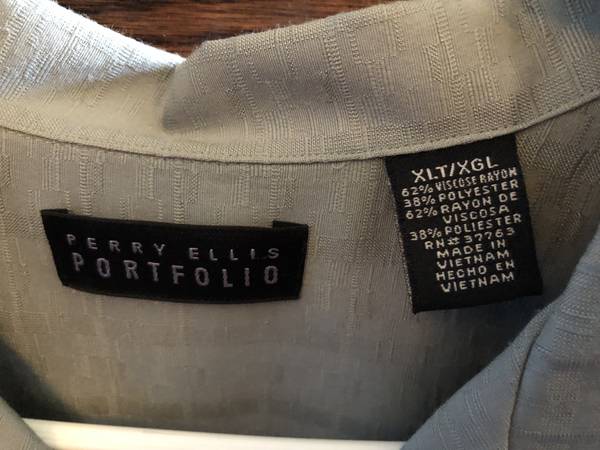 PERRY ELLIS
PORTFOLIO
XLT/XGL
62% VISCOSE RAYON
38% POLYESTER
62% RAYON DE
VISCOSA
38% POLIESTER
RN# 37763
MADE IN
VIETNAM
HECHO EN
VIETNAM